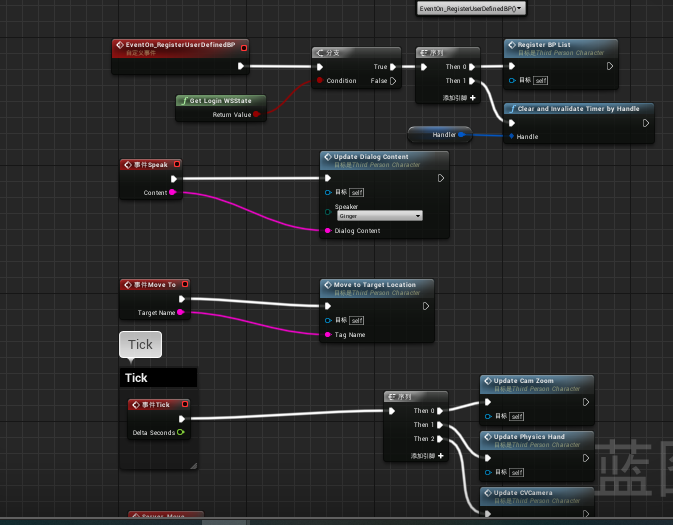 EventOn_RegisterUserDefinedBP()
EventOn_RegisterUserDefinedBP
自定义事件
分支
True
Condition
False
序列
Then 0
Then 1
添加引脚
Register BP List
目标是Third Person Character
目标 self
Get Login WSState
Return Value
Clear and Invalidate Timer by Handle
Handle
Handler
事件Speak
Content
Update Dialog Content
目标是Third Person Character
目标 self
Speaker
Ginger
Dialog Content
事件Move To
Target Name
Move to Target Location
目标是Third Person Character
目标 self
Tag Name
Tick
Tick
事件Tick
Delta Seconds
序列
Then 0
Then 1
Then 2
添加引脚
Update Cam Zoom
目标是Third Person Character
目标 self
Update Physics Hand
目标是Third Person Character
目标 self
Update CVCamera
目标是Third Person Character
蓝
Server Move